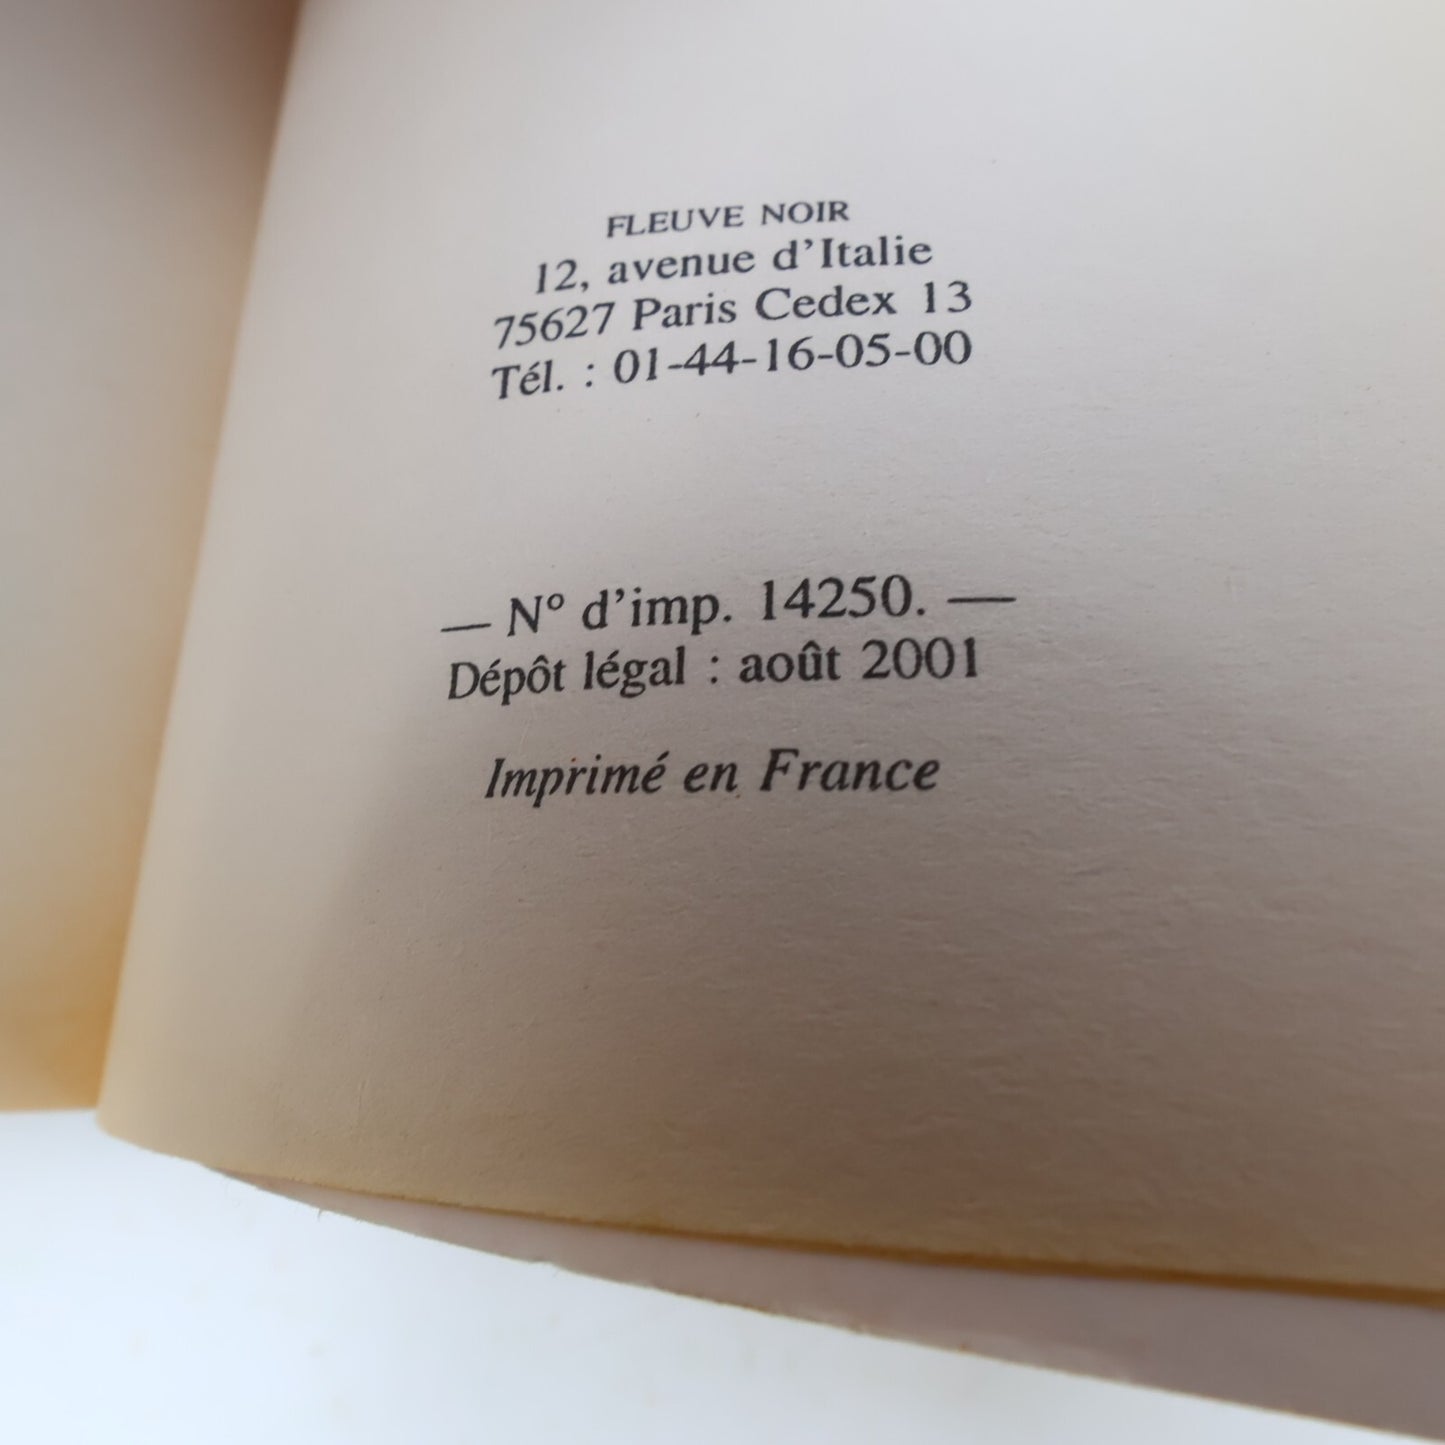 FLEUVE NOIR
12, avenue d'Italie
75627 Paris Cedex 13
Tél. : 01-44-16-05-00
— N° d'imp. 14250. —
Dépôt légal : août 2001
Imprimé en France